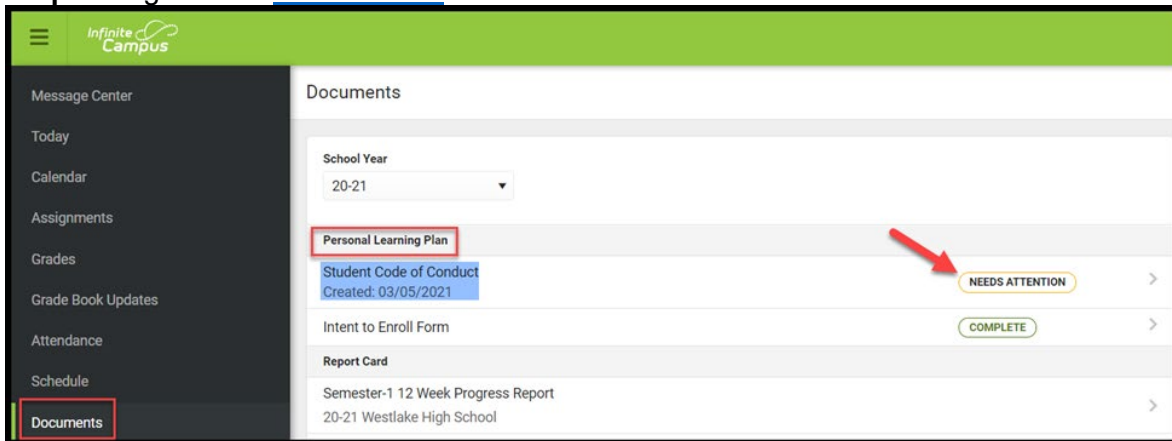 Infinite
Campus
Message Center
Today
Calendar
Assignments
Grades
Grade Book Updates
Attendance
Schedule
Documents
Documents
School Year
20-21
Personal Learning Plan
Student Code of Conduct
Created: 03/05/2021
NEEDS ATTENTION
Intent to Enroll Form
COMPLETE
Report Card
Semester-1 12 Week Progress Report
20-21 Westlake High School